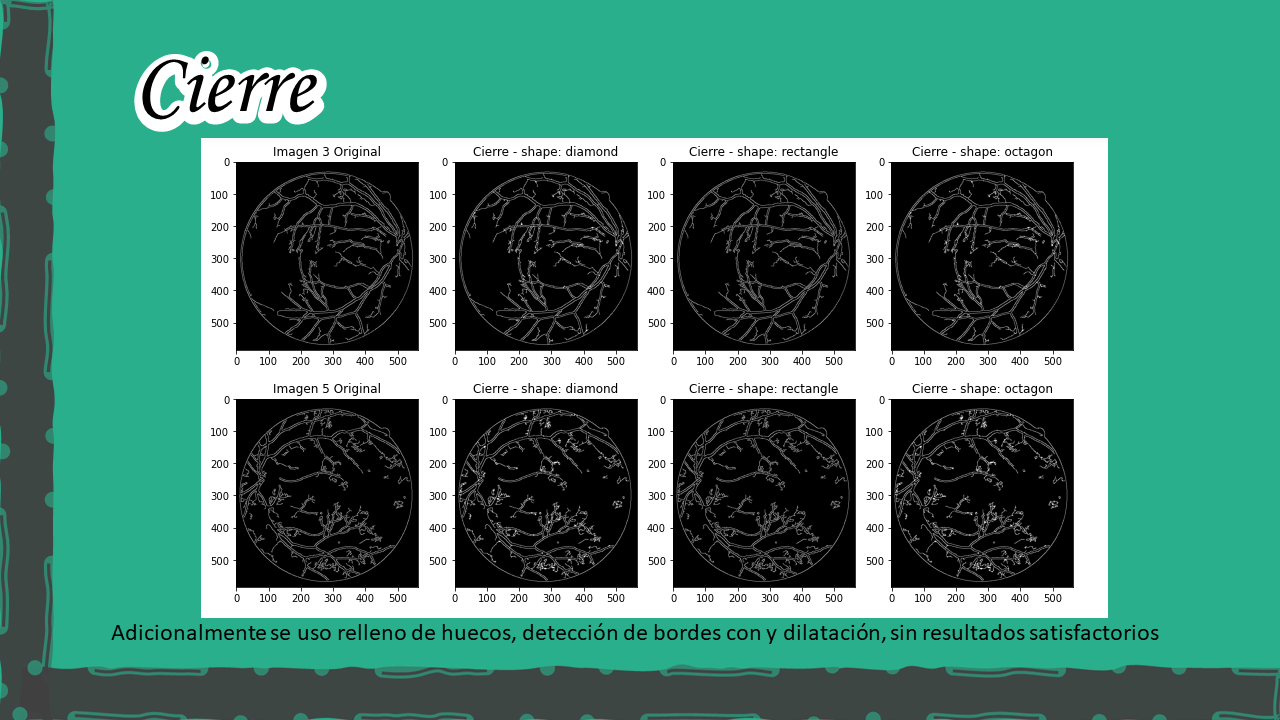 Cierre
Imagen 3 Original
Cierre - shape: diamond
Cierre - shape: rectangle
Cierre - shape: octagon
0
100
200
300
400
500
0 100 200 300 400 500
0
100
200
300
400
500
0 100 200 300 400 500
0
100
200
300
400
500
0 100 200 300 400 500
0
100
200
300
400
500
0 100 200 300 400 500
Imagen 5 Original
Cierre - shape: diamond
Cierre - shape: rectangle
Cierre - shape: octagon
0
100
200
300
400
500
0 100 200 300 400 500
0
100
200
300
400
500
0 100 200 300 400 500
0
100
200
300
400
500
0 100 200 300 400 500
0
100
200
300
400
500
0 100 200 300 400 500
Adicionalmente se uso relleno de huecos, detección de bordes con y dilatación, sin resultados satisfactorios